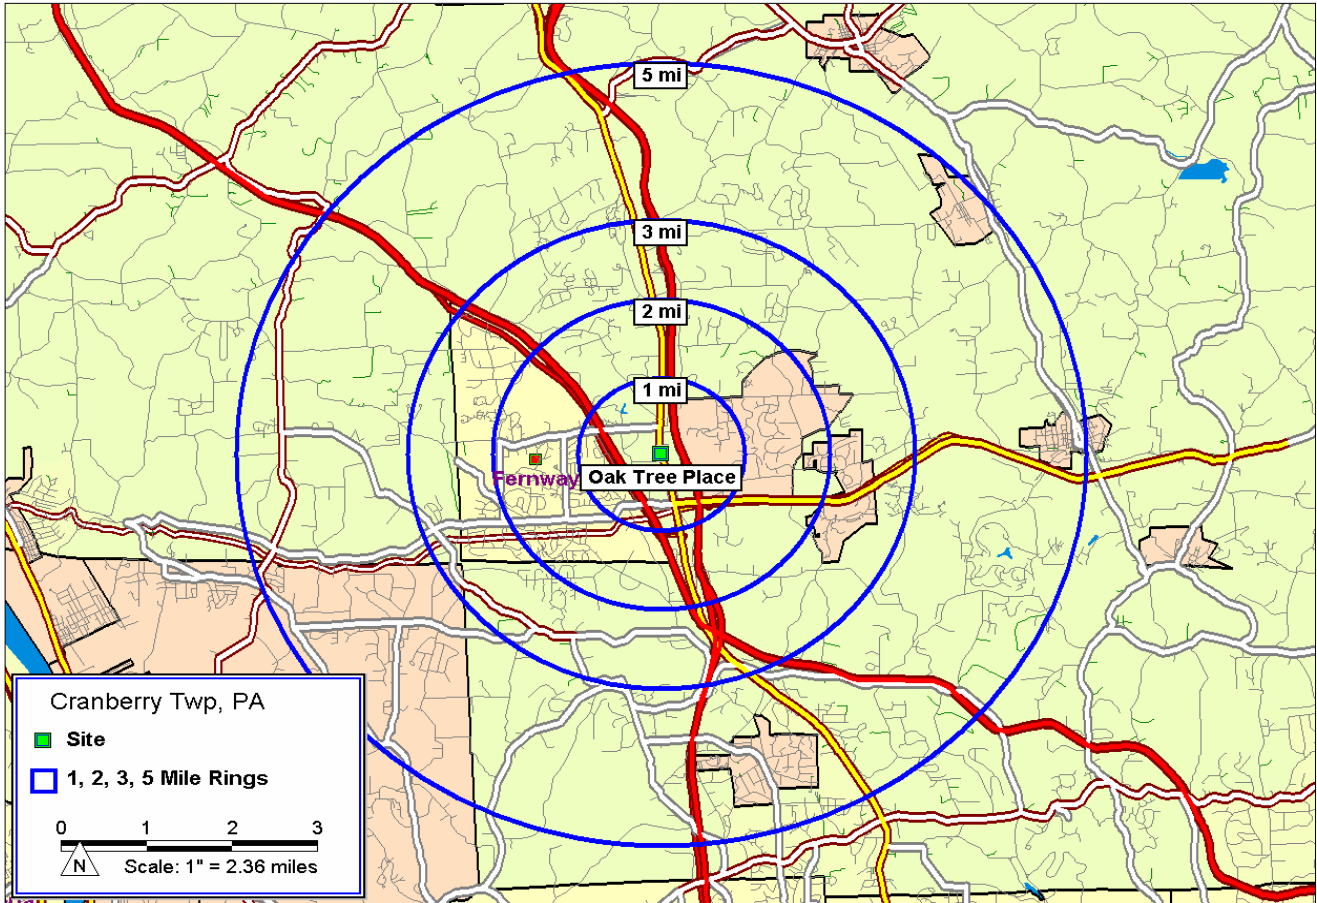 5 mi
3 mi
2 mi
1 mi
Fernway
Oak Tree Place
Cranberry Twp, PA
Site
1, 2, 3, 5 Mile Rings
0 1 2 3
N
Scale: 1" = 2.36 miles